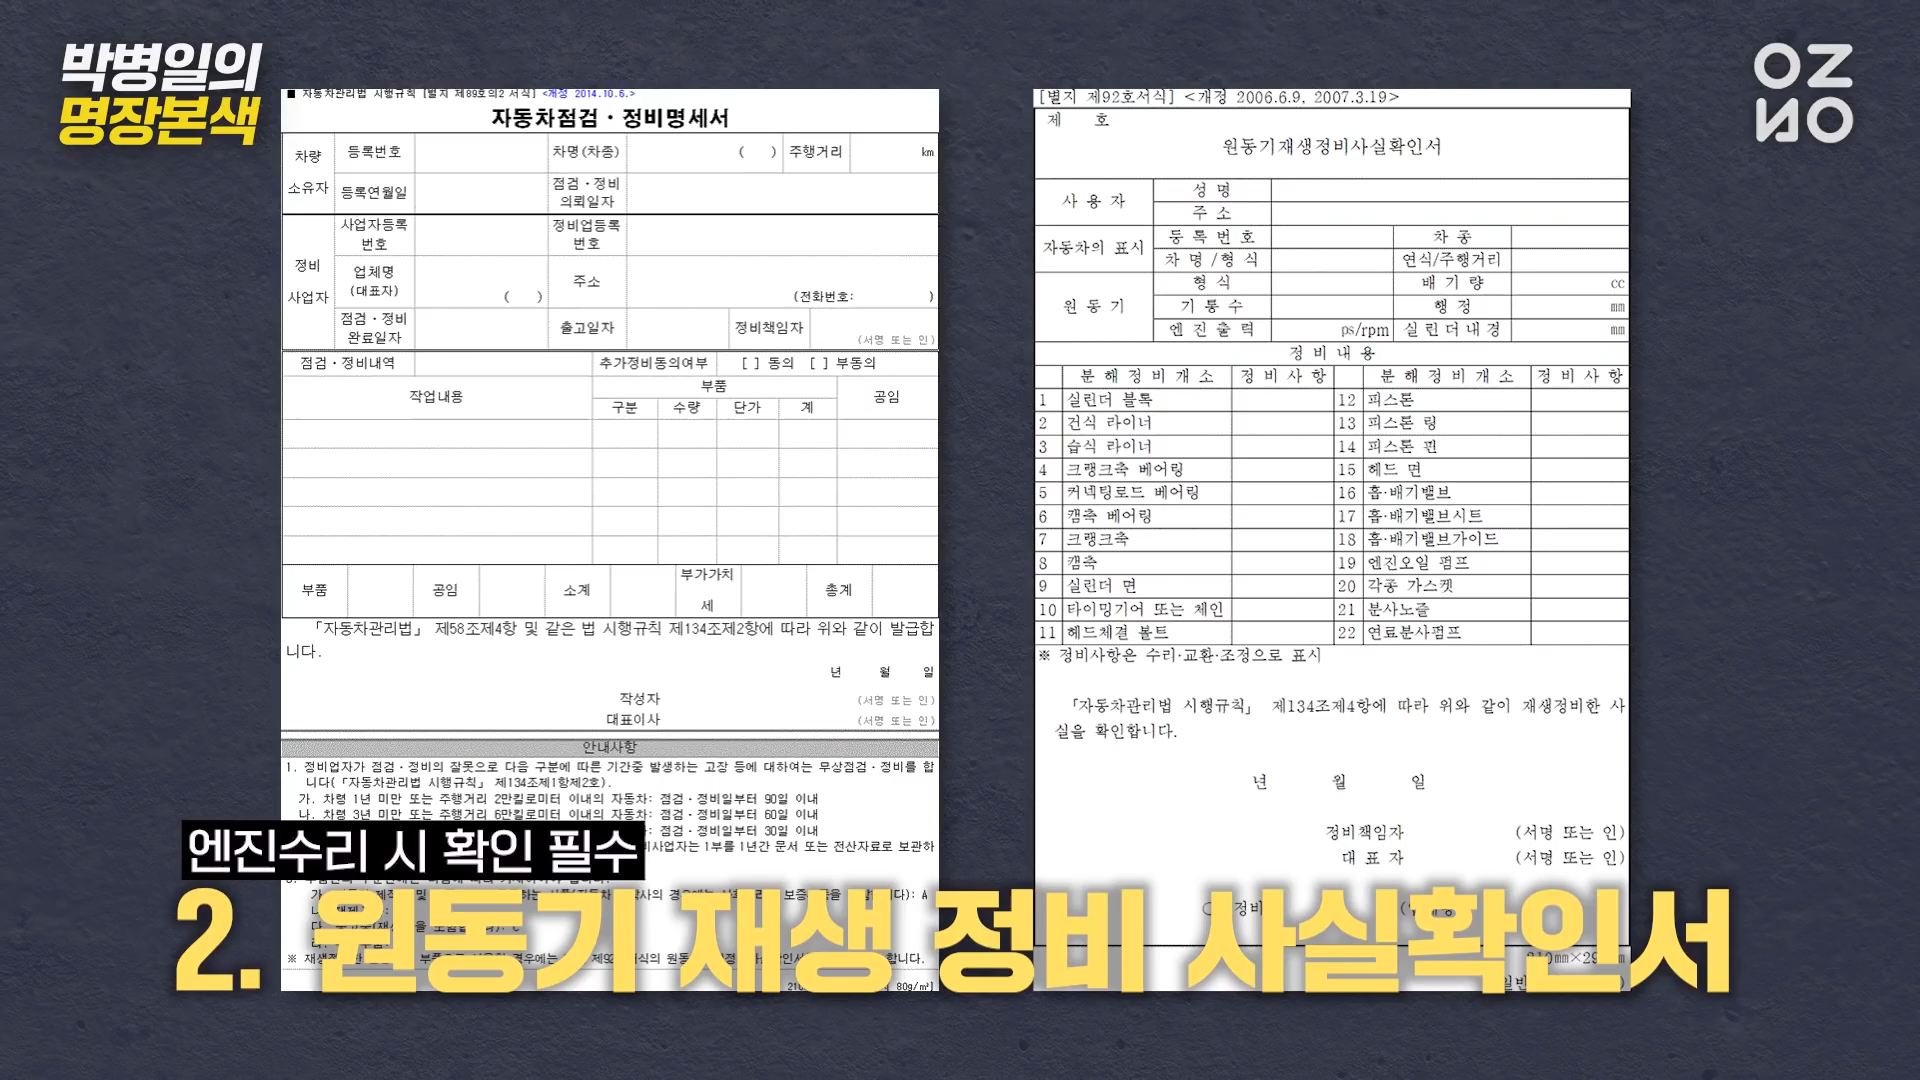 박병일의
명장본색
OZ
NO
■ 자동차관리법 시행규칙 [별지 제89호의2 서식] <개정 2014.10.6.>
자동차점검·정비명세서
차량
소유자
등록번호
차명(차종)
( )
주행거리
km
등록연월일
점검·정비
의뢰일자
정비
사업자
사업자등록
번호
정비업등록
번호
업체명
(대표자)
( )
주소
(전화번호: )
점검·정비
완료일자
출고일자
정비책임자
(서명 또는 인)
점검·정비내역
추가정비동의여부
[ ] 동의 [ ] 부동의
작업내용
부품
공임
구분
수량
단가
계
부품
공임
소계
부가가치
세
총계
「자동차관리법」 제58조제4항 및 같은 법 시행규칙 제134조제2항에 따라 위와 같이 발급합
니다.
년 월 일
작성자
(서명 또는 인)
대표이사
(서명 또는 인)
안내사항
1. 정비업자가 점검·정비의 잘못으로 다음 구분에 따른 기간중 발생하는 고장 등에 대하여는 무상점검·정비를 합
니다(「자동차관리법 시행규칙」 제134조제1항제2호).
가. 차령 1년 미만 또는 주행거리 2만킬로미터 이내의 자동차: 점검·정비일부터 90일 이내
나. 차령 3년 미만 또는 주행거리 6만킬로미터 이내의 자동차: 점검·정비일부터 60일 이내
: 점검·정비일부터 30일 이내
사업자는 1부를 1년간 문서 또는 전산자료로 보관하
80g/㎡]
[별지 제92호서식] <개정 2006.6.9, 2007.3.19>
제 호
원동기재생정비사실확인서
사 용 자
성 명
주 소
자동차의 표시
등 록 번 호
차 종
차 명 /형 식
연식/주행거리
원 동 기
형 식
배 기 량
cc
기 통 수
행 정
㎜
엔 진 출 력
ps/rpm
실 린 더 내 경
㎜
정 비 내 용
분 해 정 비 개 소
정 비 사 항
분 해 정 비 개 소
정 비 사 항
1 실린더 블록
12 피스톤
2 건식 라이너
13 피스톤 링
3 습식 라이너
14 피스톤 핀
4 크랭크축 베어링
15 헤드 면
5 커넥팅로드 베어링
16 흡·배기밸브
6 캠축 베어링
17 흡·배기밸브시트
7 크랭크축
18 흡·배기밸브가이드
8 캠축
19 엔진오일 펌프
9 실린더 면
20 각종 가스켓
10 타이밍기어 또는 체인
21 분사노즐
11 헤드체결 볼트
22 연료분사펌프
※ 정비사항은 수리·교환·조정으로 표시
「자동차관리법 시행규칙」 제134조제4항에 따라 위와 같이 재생정비한 사
실을 확인합니다.
년 월 일
정비책임자 (서명 또는 인)
대 표 자 (서명 또는 인)
엔진수리 시 확인 필수
2. 원동기 재생 정비 사실확인서